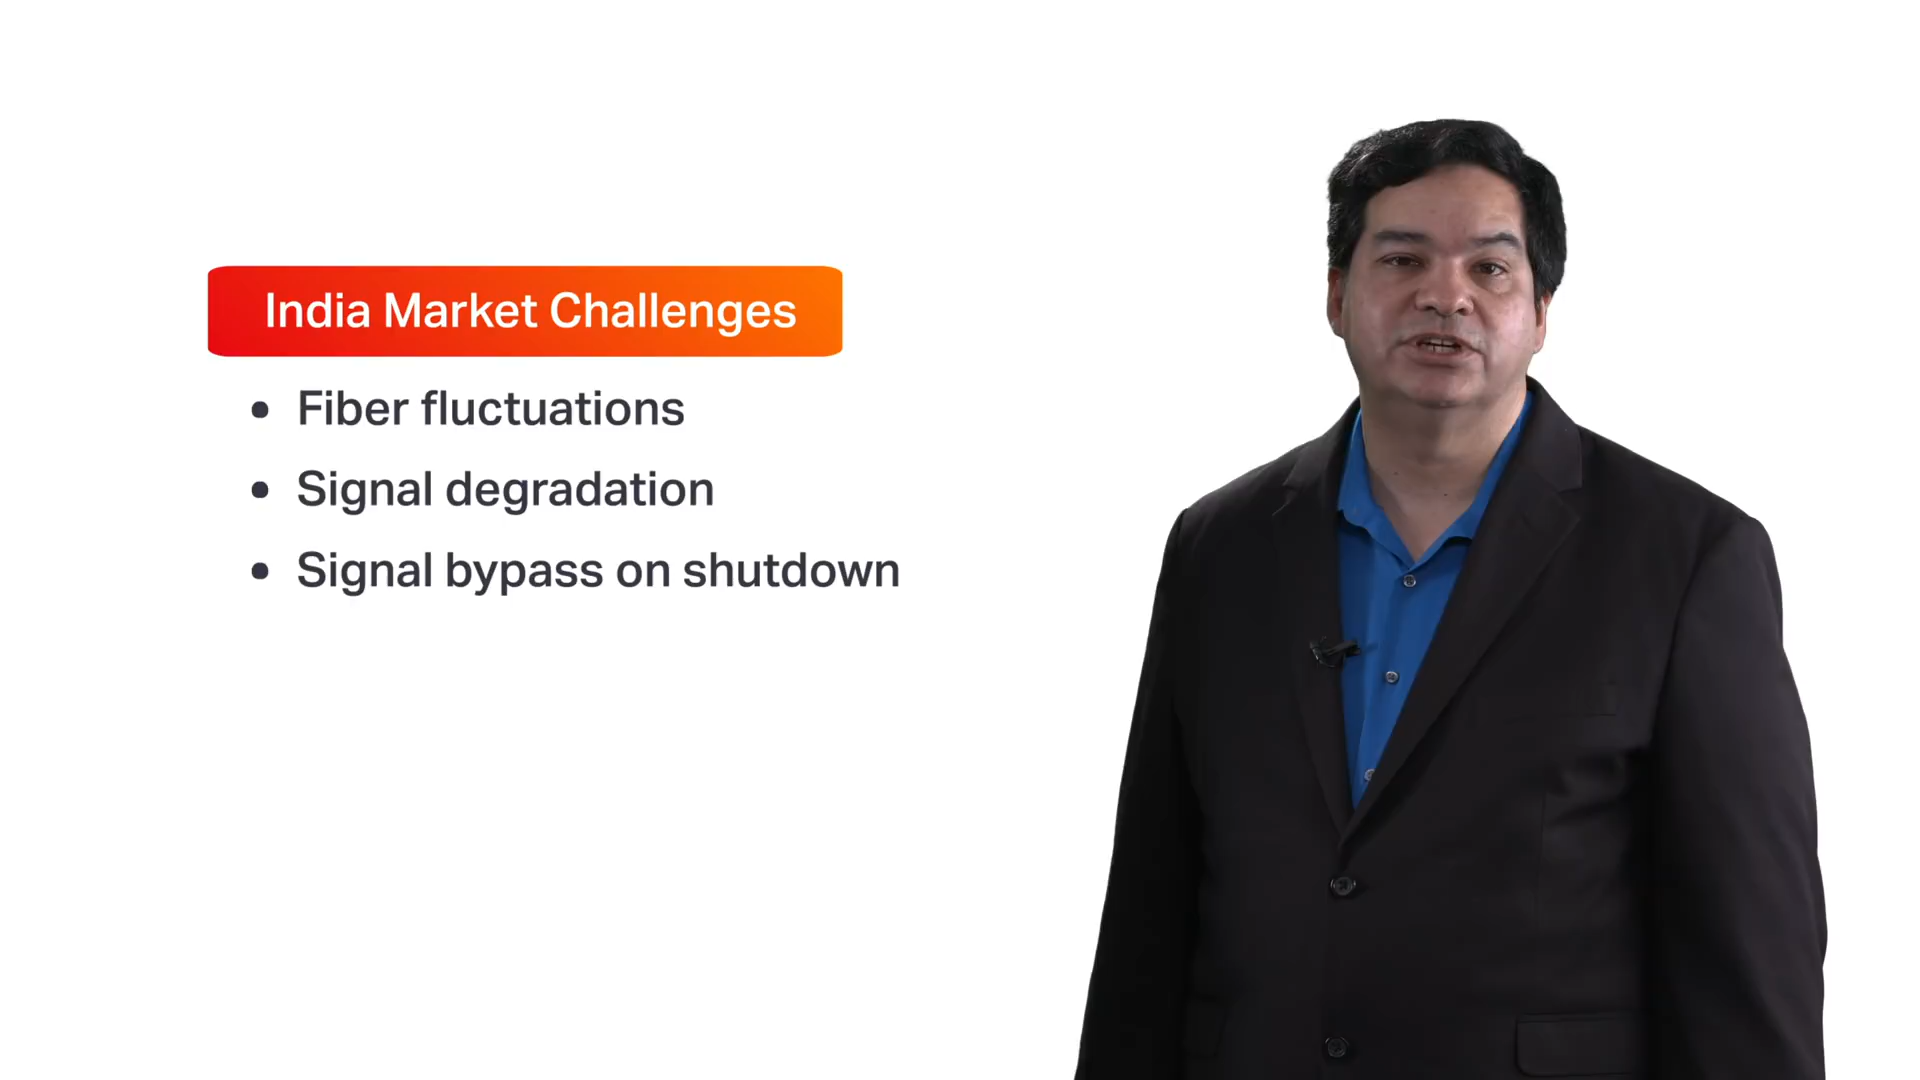 India Market Challenges
• Fiber fluctuations
• Signal degradation
• Signal bypass on shutdown